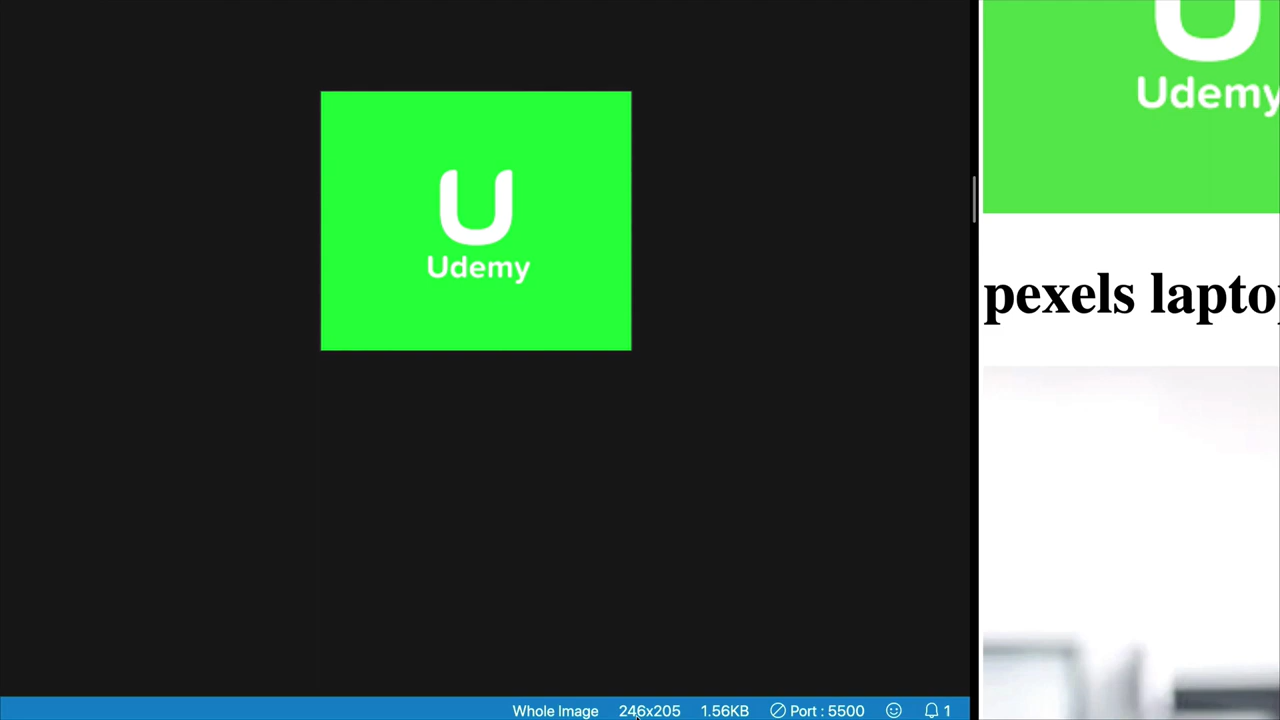 U
Udemy
Whole Image 246x205 1.56KB Port : 5500 1
U
Udemy
pexels lapto